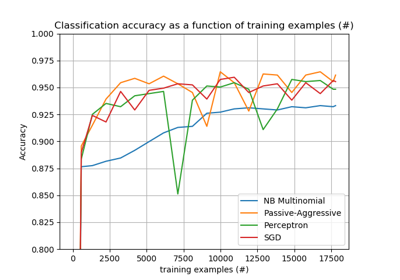 Classification accuracy as a function of training examples (#)
1.000
0.975
0.950
0.925
0.900
0.875
0.850
0.825
0.800
Accuracy
NB Multinomial
Passive-Aggressive
Perceptron
SGD
0 2500 5000 7500 10000 12500 15000 17500
training examples (#)